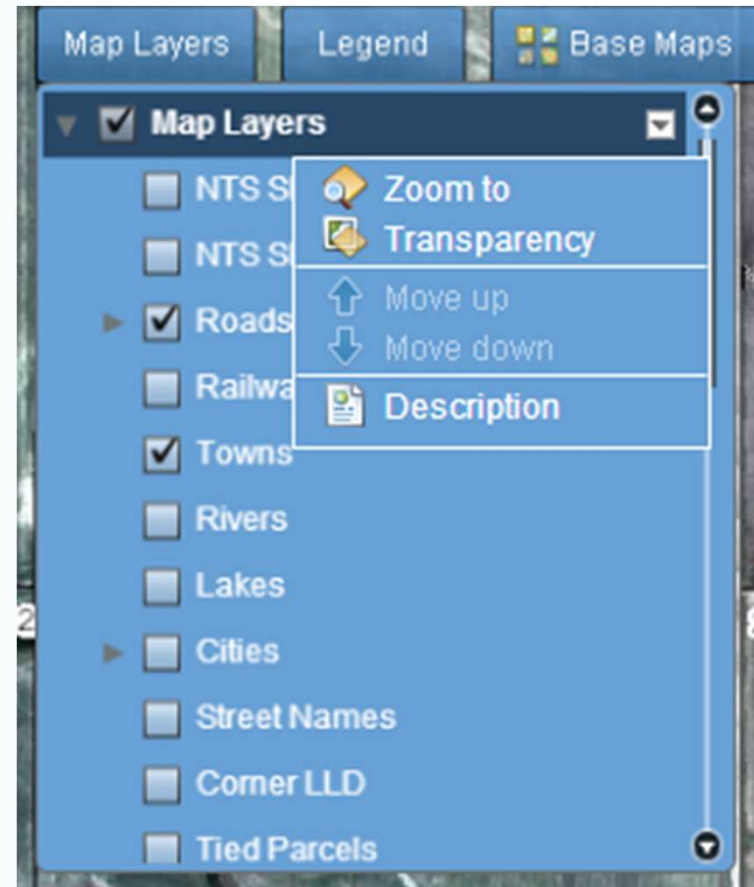 Map Layers
Legend
Base Maps
Map Layers
NTS
Zoom to
NTS
Transparency
Roads
Move up
Move down
Description
Towns
Rivers
Lakes
Cities
Street Names
Corner LLD
Tied Parcels
2